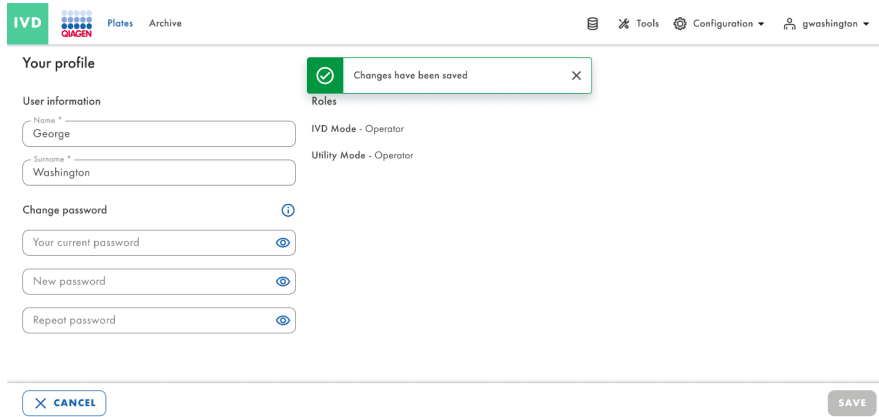 IVD QIAGEN Plates Archive Tools Configuration gwashington
Your profile
Changes have been saved
User information
Roles
Name *
George
IVD Mode - Operator
Utility Mode - Operator
Surname *
Washington
Change password
Your current password
New password
Repeat password
CANCEL
SAVE